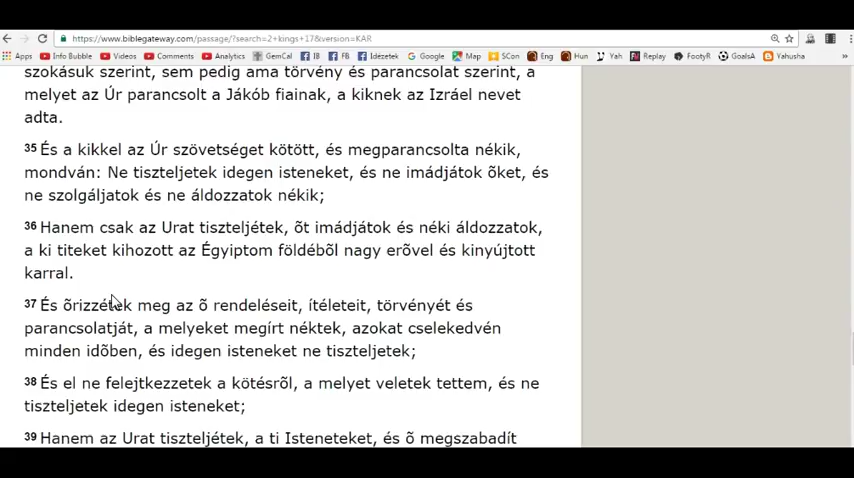 https://www.biblegateway.com/passage/?search=2+kings+17&version=KAR
Apps G YouTube Videos Comments Analytics GemCal IB FB Idézetek Google Map SCon Eng Hun Yah Replay FootyR GoalsA Yahusha
szokásuk szerint, sem pedig ama törvény és parancsolat szerint, a
melyet az Úr parancsolt a Jákób fiainak, a kiknek az Izráel nevet
adta.
35 És a kikkel az Úr szövetséget kötött, és megparancsolta nékik,
mondván: Ne tiszteljetek idegen isteneket, és ne imádjátok õket, és
ne szolgáljatok és ne áldozzatok nékik;
36 Hanem csak az Urat tiszteljétek, õt imádjátok és néki áldozzatok,
a ki titeket kihozott az Égyiptom földébõl nagy erõvel és kinyújtott
karral.
37 És õrizzétek meg az õ rendeléseit, ítéleteit, törvényét és
parancsolatját, a melyeket megírt néktek, azokat cselekedvén
minden idõben, és idegen isteneket ne tiszteljetek;
38 És el ne felejtkezzetek a kötésrõl, a melyet veletek tettem, és ne
tiszteljetek idegen isteneket;
39 Hanem az Urat tiszteljétek, a ti Isteneteket, és õ megszabadít